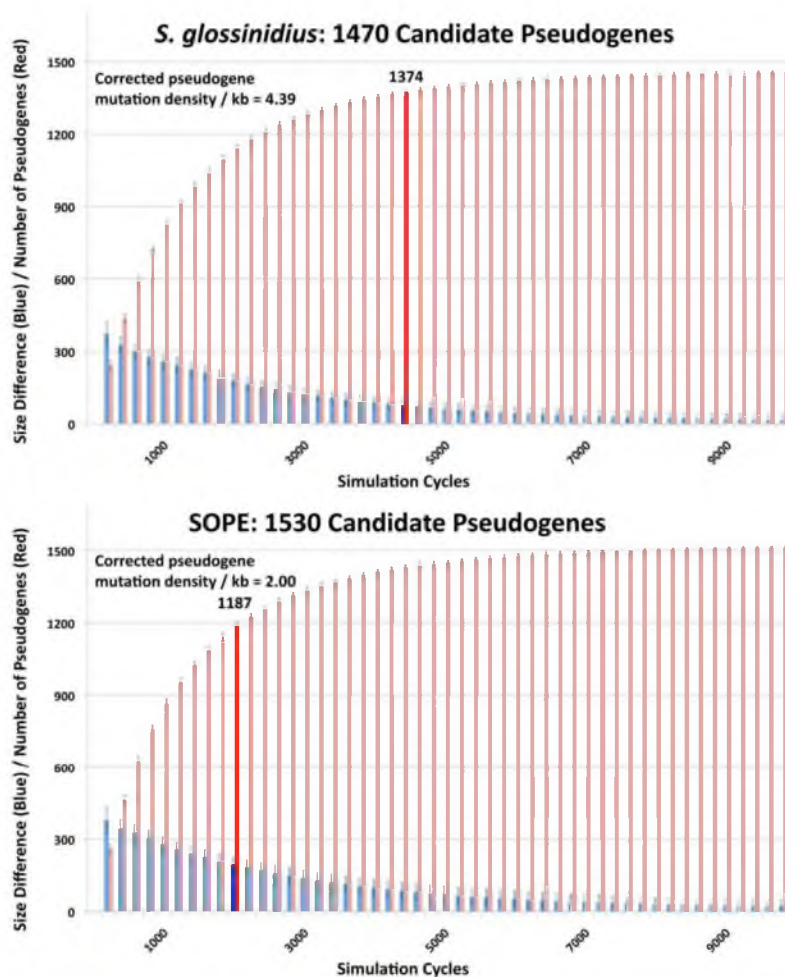 S. glossinidius: 1470 Candidate Pseudogenes
Size Difference (Blue) / Number of Pseudogenes (Red)
1500
1200
900
600
300
0
Corrected pseudogene
mutation density / kb = 4.39
1374
1000
3000
5000
7000
9000
Simulation Cycles
SOPE: 1530 Candidate Pseudogenes
Size Difference (Blue) / Number of Pseudogenes (Red)
1500
1200
900
600
300
0
Corrected pseudogene
mutation density / kb = 2.00
1187
1000
3000
5000
7000
9000
Simulation Cycles